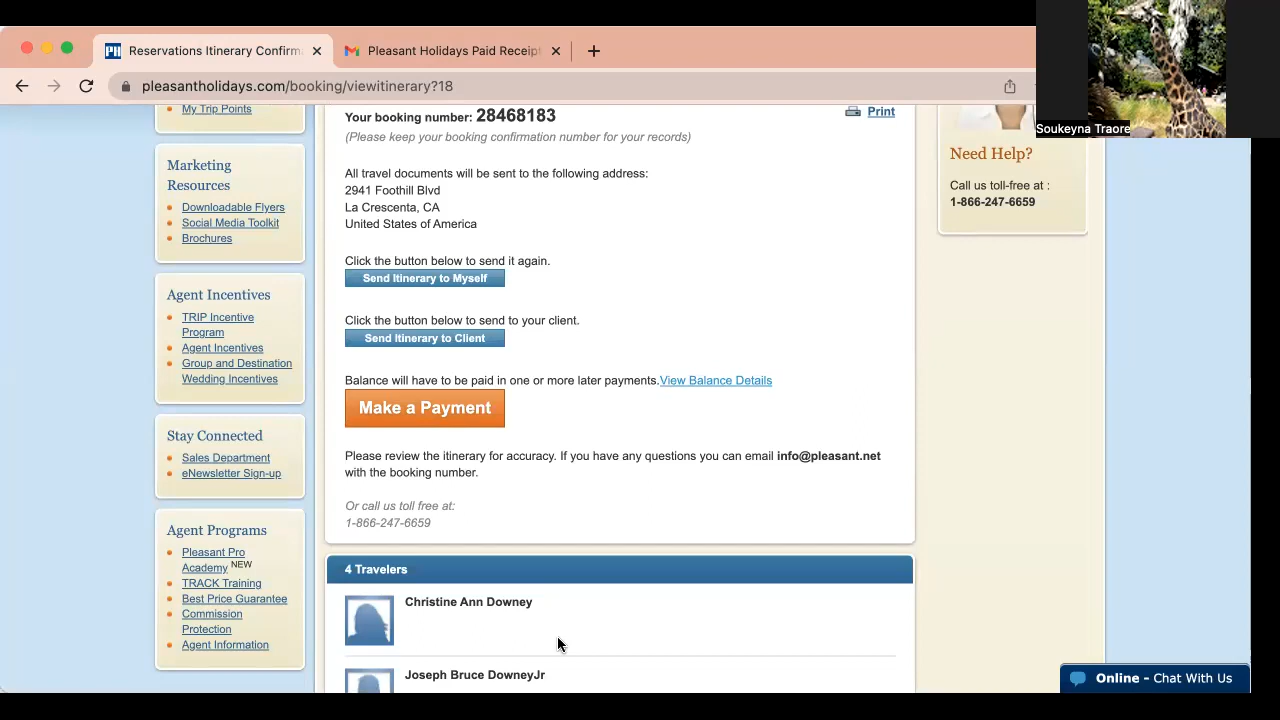 Reservations Itinerary Confirm
Pleasant Holidays Paid Receipt
pleasantholidays.com/booking/viewitinerary?18
Soukeyna Traore
My Trip Points
Marketing
Resources
Downloadable Flyers
Social Media Toolkit
Brochures
Agent Incentives
TRIP Incentive
Program
Agent Incentives
Group and Destination
Wedding Incentives
Stay Connected
Sales Department
eNewsletter Sign-up
Agent Programs
Pleasant Pro
Academy NEW
TRACK Training
Best Price Guarantee
Commission
Protection
Agent Information
Your booking number: 28468183
Print
(Please keep your booking confirmation number for your records)
All travel documents will be sent to the following address:
2941 Foothill Blvd
La Crescenta, CA
United States of America
Click the button below to send it again.
Send Itinerary to Myself
Click the button below to send to your client.
Send Itinerary to Client
Balance will have to be paid in one or more later payments.View Balance Details
Make a Payment
Please review the itinerary for accuracy. If you have any questions you can email info@pleasant.net
with the booking number.
Or call us toll free at:
1-866-247-6659
4 Travelers
Christine Ann Downey
Joseph Bruce DowneyJr
Need Help?
Call us toll-free at :
1-866-247-6659
Online - Chat With Us